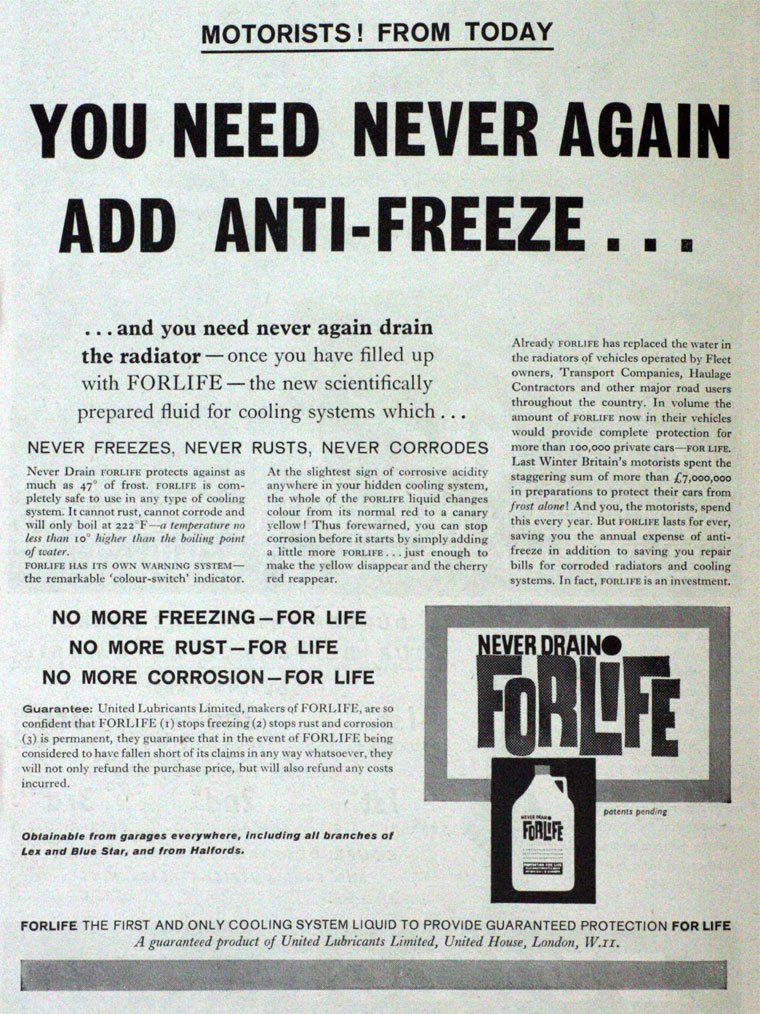 MOTORISTS! FROM TODAY
YOU NEED NEVER AGAIN
ADD ANTI-FREEZE...
...and you need never again drain
the radiator—once you have filled up
with FORLIFE—the new scientifically
prepared fluid for cooling systems which...
NEVER FREEZES, NEVER RUSTS, NEVER CORRODES
Never Drain FORLIFE protects against as
much as 47° of frost. FORLIFE is com-
pletely safe to use in any type of cooling
system. It cannot rust, cannot corrode and
will only boil at 222°F—a temperature no
less than 10° higher than the boiling point
of water.
FORLIFE HAS ITS OWN WARNING SYSTEM—
the remarkable 'colour-switch' indicator.
At the slightest sign of corrosive acidity
anywhere in your hidden cooling system,
the whole of the FORLIFE liquid changes
colour from its normal red to a canary
yellow! Thus forewarned, you can stop
corrosion before it starts by simply adding
a little more FORLIFE...just enough to
make the yellow disappear and the cherry
red reappear.
Already FORLIFE has replaced the water in
the radiators of vehicles operated by Fleet
owners, Transport Companies, Haulage
Contractors and other major road users
throughout the country. In volume the
amount of FORLIFE now in their vehicles
would provide complete protection for
more than 100,000 private cars—FOR LIFE.
Last Winter Britain's motorists spent the
staggering sum of more than £7,000,000
in preparations to protect their cars from
frost alone! And you, the motorists, spend
this every year. But FORLIFE lasts for ever,
saving you the annual expense of anti-
freeze in addition to saving you repair
bills for corroded radiators and cooling
systems. In fact, FORLIFE is an investment.
NO MORE FREEZING—FOR LIFE
NO MORE RUST—FOR LIFE
NO MORE CORROSION—FOR LIFE
Guarantee: United Lubricants Limited, makers of FORLIFE, are so
confident that FORLIFE (1) stops freezing (2) stops rust and corrosion
(3) is permanent, they guarantee that in the event of FORLIFE being
considered to have fallen short of its claims in any way whatsoever, they
will not only refund the purchase price, but will also refund any costs
incurred.
Obtainable from garages everywhere, including all branches of
Lex and Blue Star, and from Halfords.
NEVER DRAIN
FORLIFE
patents pending
NEVER DRAIN
FORLIFE
FORLIFE THE FIRST AND ONLY COOLING SYSTEM LIQUID TO PROVIDE GUARANTEED PROTECTION FOR LIFE
A guaranteed product of United Lubricants Limited, United House, London, W.11.